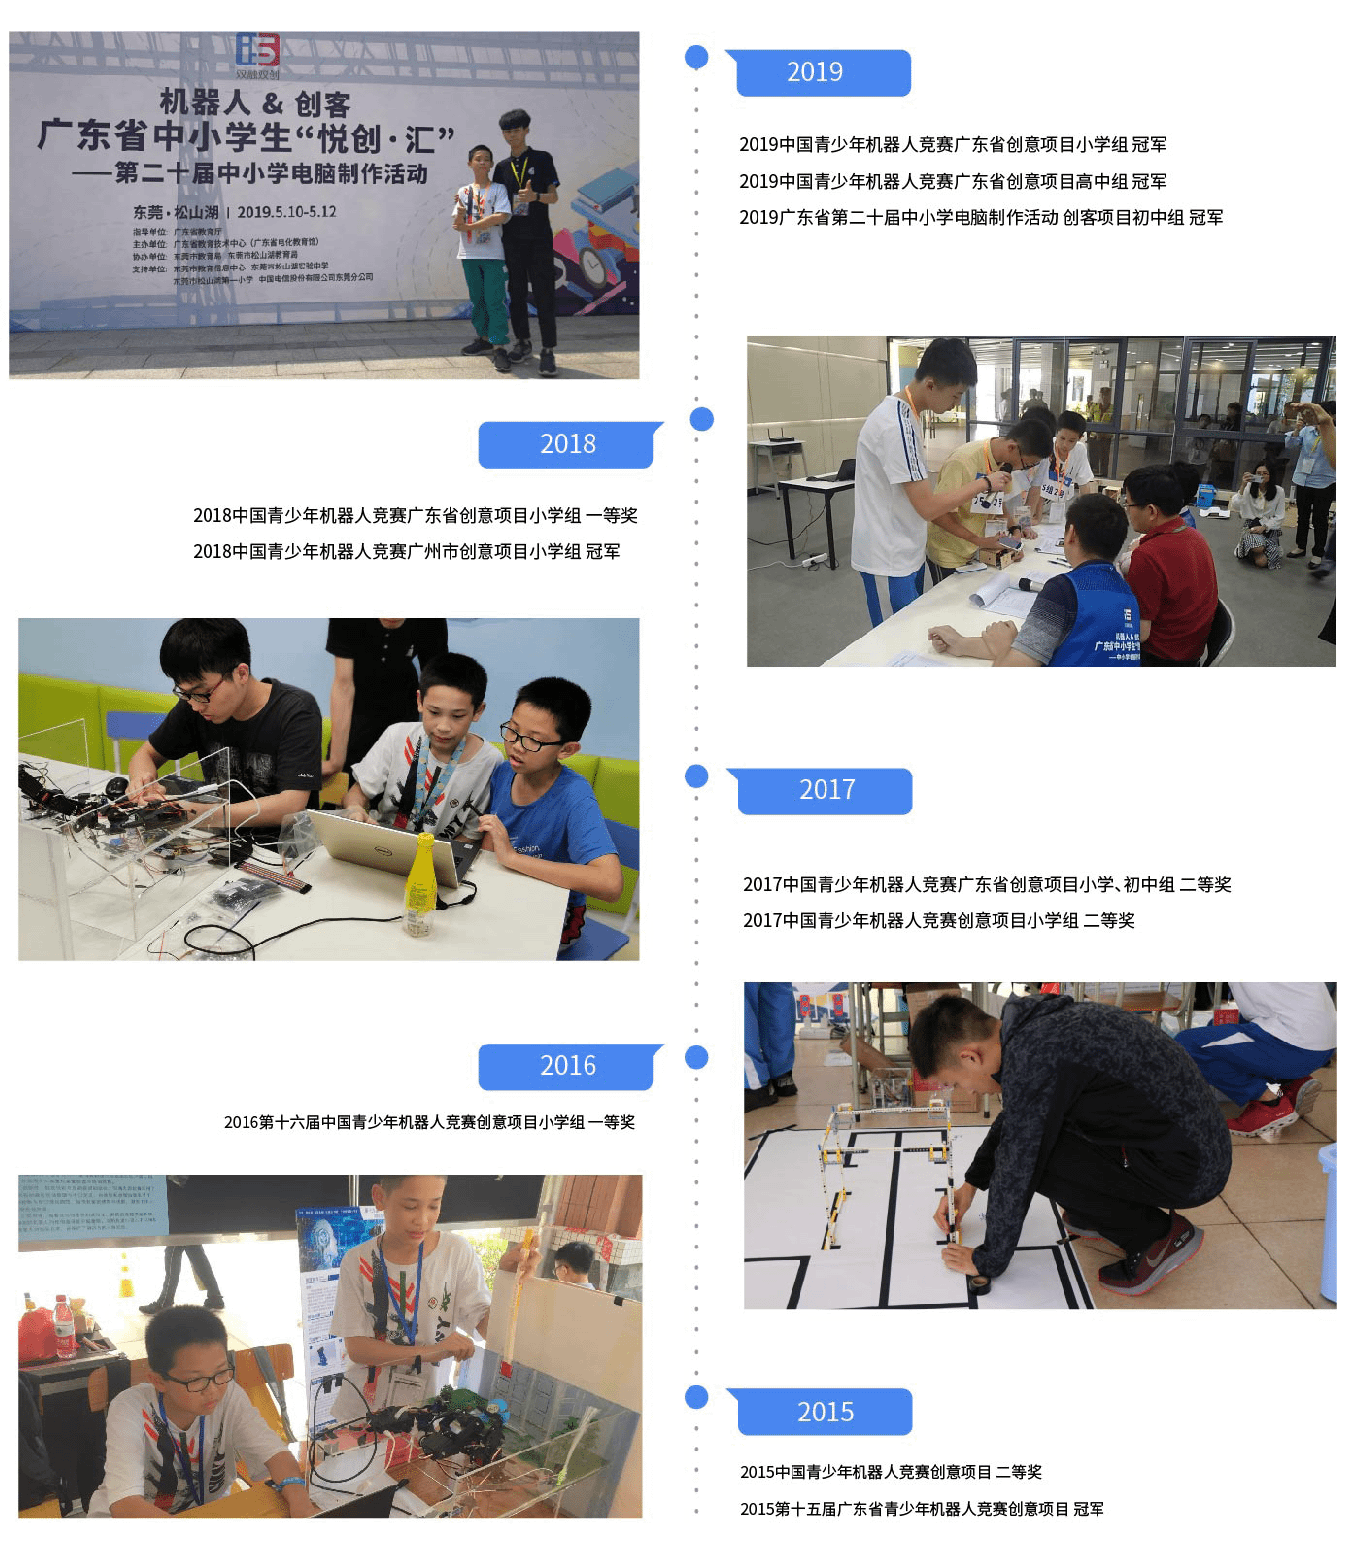 双融双创
机器人 & 创客
广东省中小学生“悦创·汇”
——第二十届中小学电脑制作活动
东莞·松山湖 | 2019.5.10-5.12
指导单位：广东省教育厅
主办单位：广东省教育技术中心（广东省电化教育馆）
协办单位：东莞市教育局 东莞市松山湖教育局
支持单位：东莞市教育信息中心 东莞市松山湖实验中学
东莞市松山湖第一小学 中国电信股份有限公司东莞分公司
2019
2019中国青少年机器人竞赛广东省创意项目小学组 冠军
2019中国青少年机器人竞赛广东省创意项目高中组 冠军
2019广东省第二十届中小学电脑制作活动 创客项目初中组 冠军
2018
2018中国青少年机器人竞赛广东省创意项目小学组 一等奖
2018中国青少年机器人竞赛广州市创意项目小学组 冠军
机器人 &
广东省中小学生“
2017
2017中国青少年机器人竞赛广东省创意项目小学、初中组 二等奖
2017中国青少年机器人竞赛创意项目小学组 二等奖
2016
2016第十六届中国青少年机器人竞赛创意项目小学组 一等奖
2015
2015中国青少年机器人竞赛创意项目 二等奖
2015第十五届广东省青少年机器人竞赛创意项目 冠军